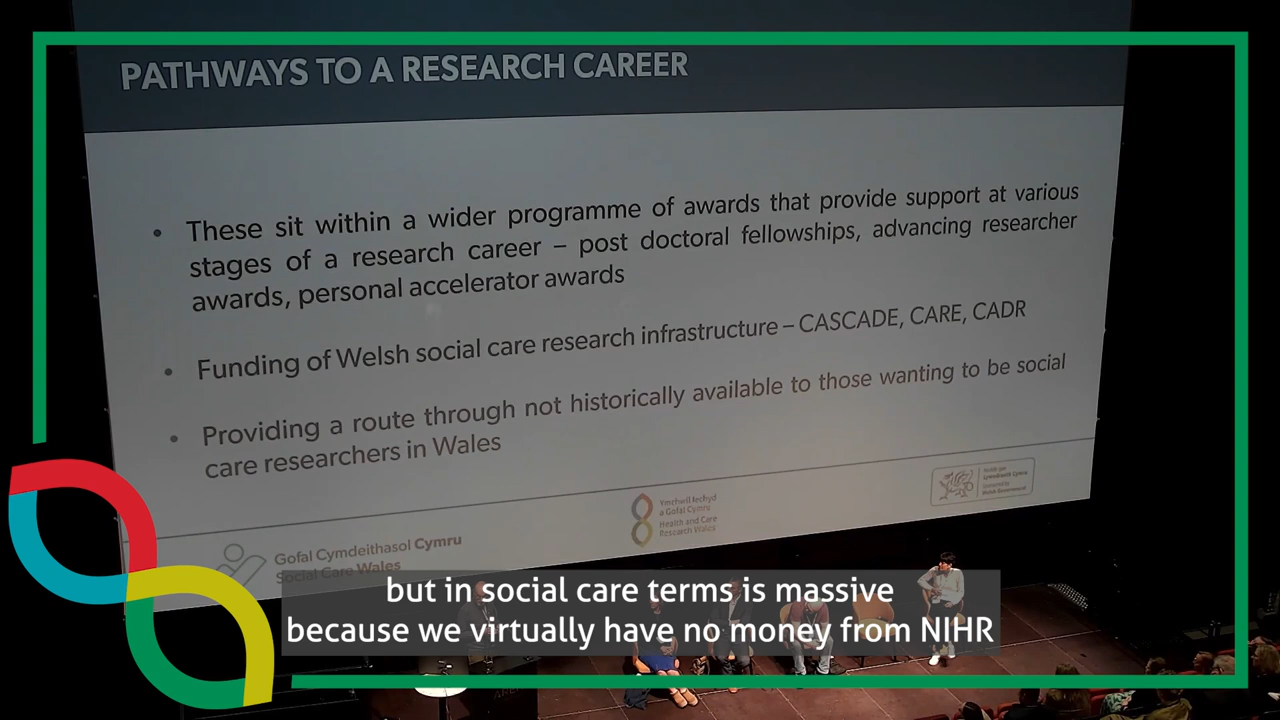 PATHWAYS TO A RESEARCH CAREER
• These sit within a wider programme of awards that provide support at various
stages of a research career – post doctoral fellowships, advancing researcher
awards, personal accelerator awards
• Funding of Welsh social care research infrastructure – CASCADE, CARE, CADR
• Providing a route through not historically available to those wanting to be social
care researchers in Wales
Gofal Cymdeithasol Cymru
Social Care Wales
Ymchwil Iechyd
a Gofal Cymru
Health and Care
Research Wales
Llywodraeth Cymru
Welsh Government
but in social care terms is massive
because we virtually have no money from NIHR